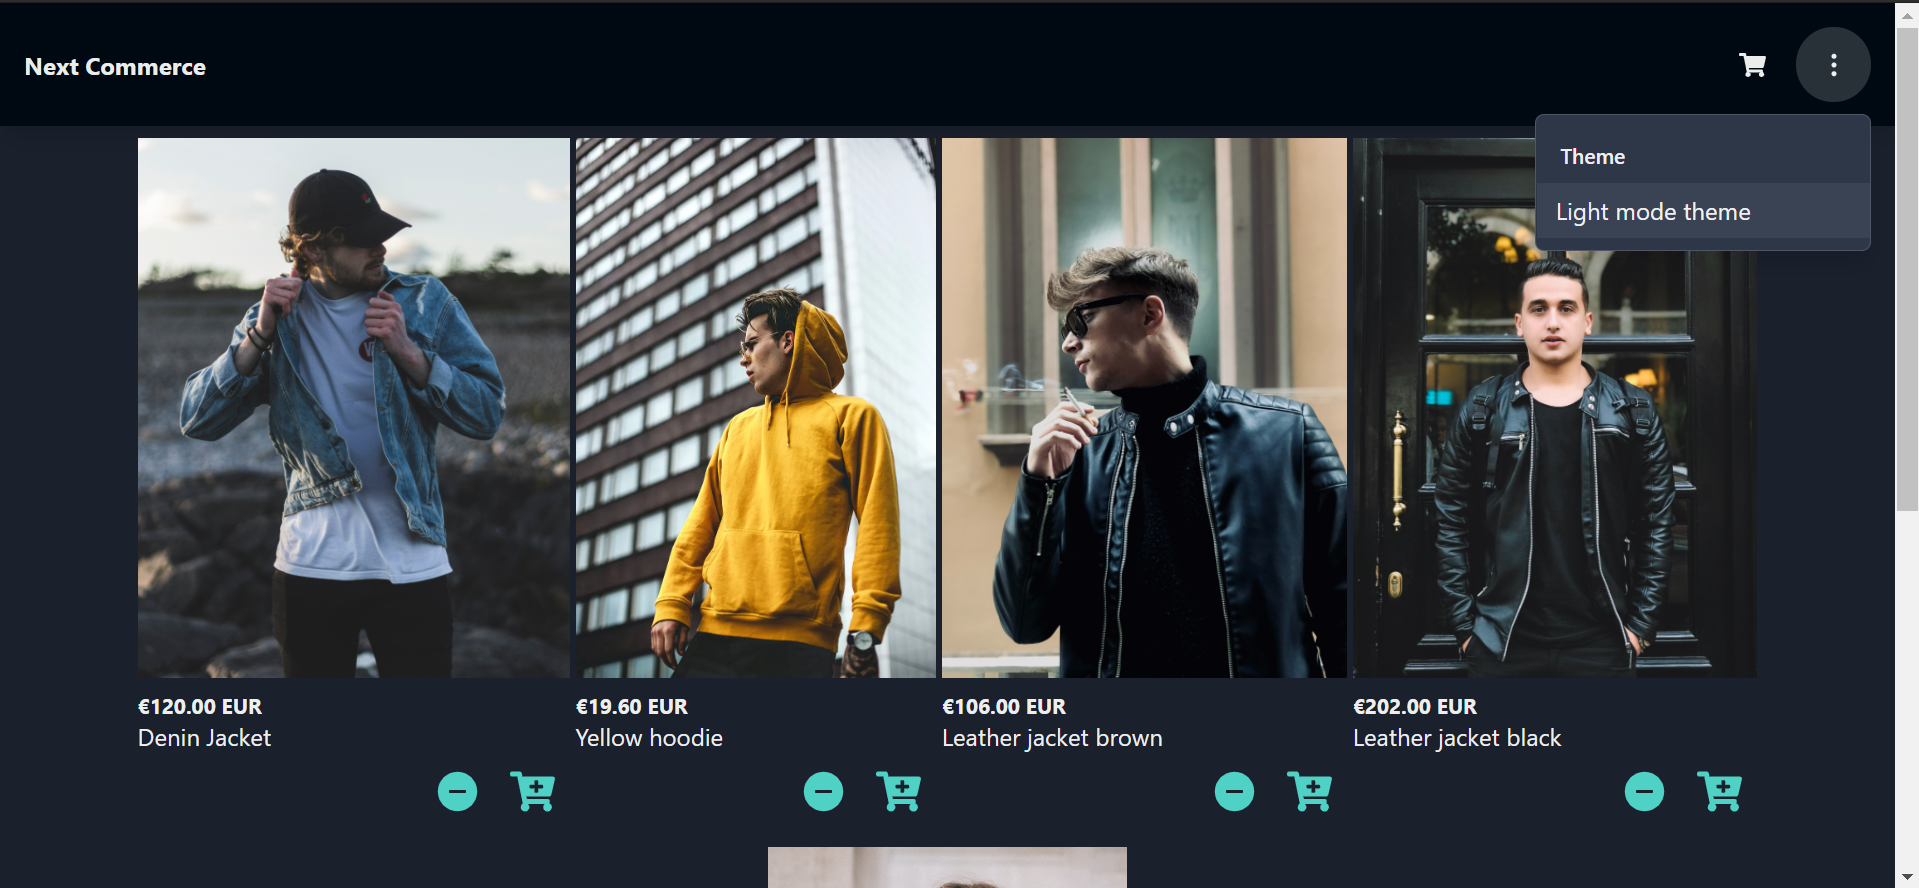 Next Commerce
Theme
Light mode theme
€120.00 EUR
Denin Jacket
€19.60 EUR
Yellow hoodie
€106.00 EUR
Leather jacket brown
€202.00 EUR
Leather jacket black